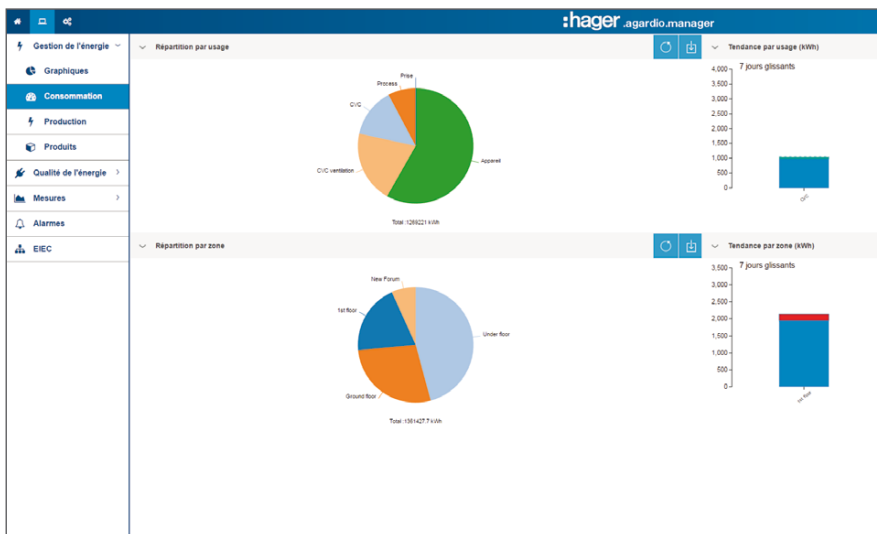 :hager .agardio.manager
Gestion de l'énergie
Graphiques
Consommation
Production
Produits
Qualité de l'énergie
Mesures
Alarmes
EIEC
Répartition par usage
Prise
Process
CVC
CVC ventilation
Appareil
Total :1269221 kWh
Tendance par usage (kWh)
7 jours glissants
4,000
3,500
3,000
2,500
2,000
1,500
1,000
500
0
CVC
Répartition par zone
New Forum
1st floor
Under floor
Ground floor
Total :1361427.7 kWh
Tendance par zone (kWh)
7 jours glissants
3,500
3,000
2,500
2,000
1,500
1,000
500
0
1st floor